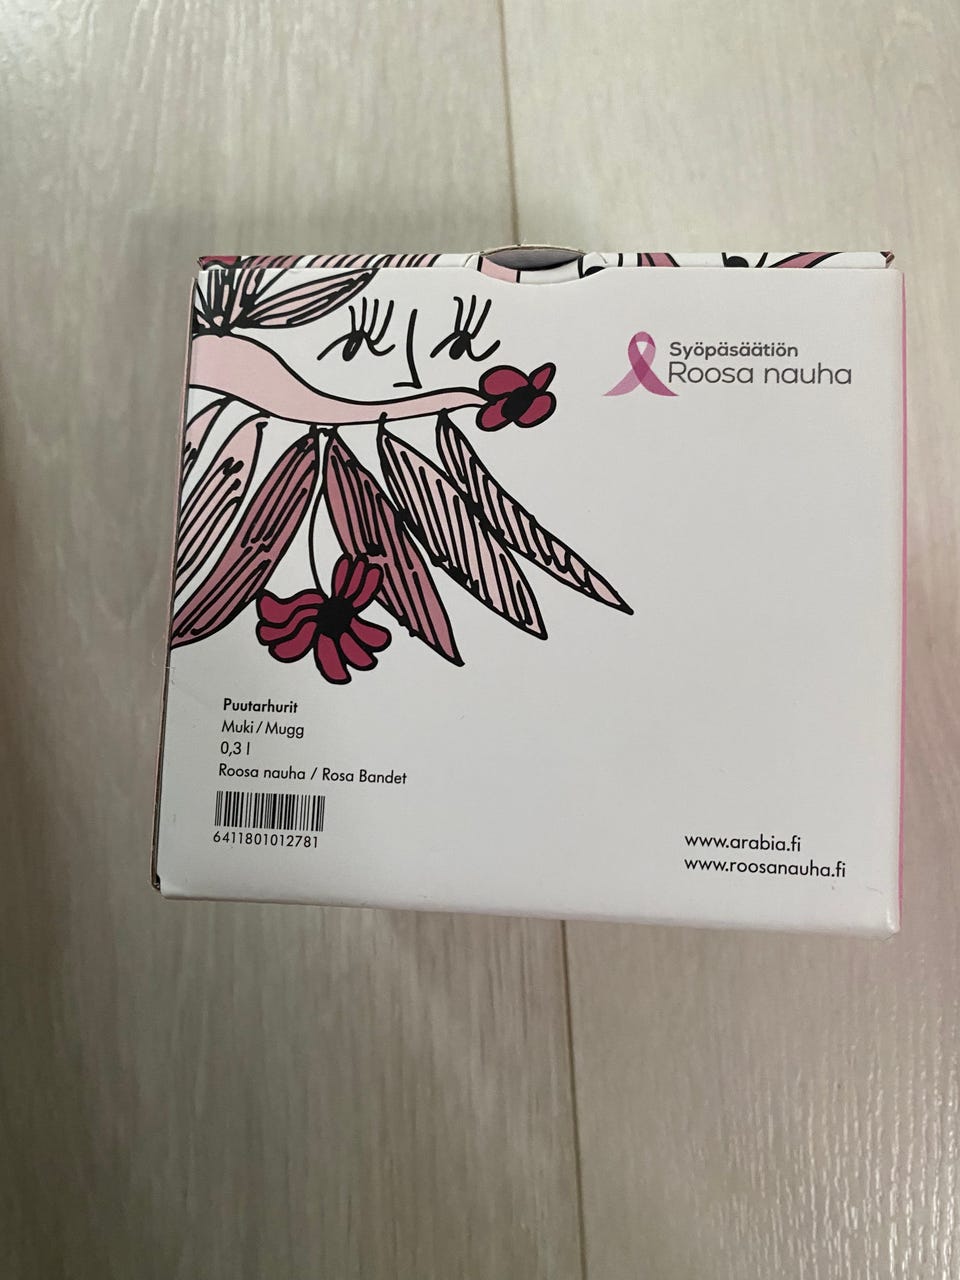 Syöpäsäätiön
Roosa nauha
Puutarhurit
Muki / Mugg
0,3 l
Roosa nauha / Rosa Bandet
6411801012781
www.arabia.fi
www.roosanauha.fi